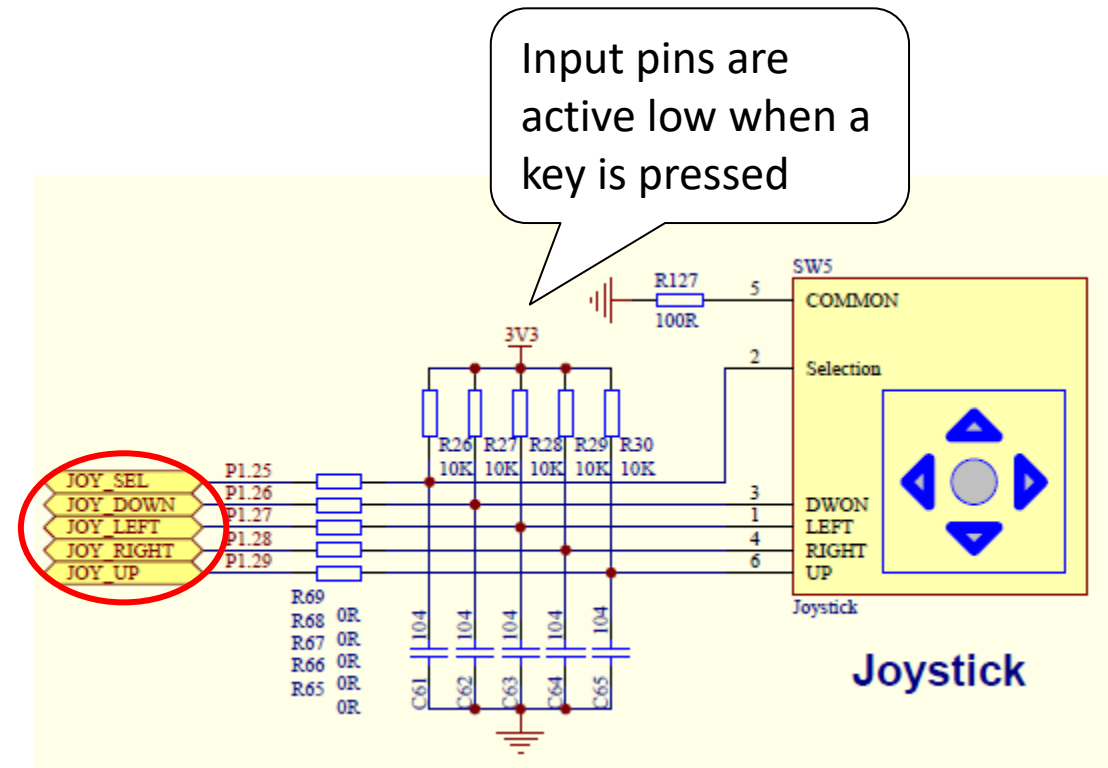 Input pins are
active low when a
key is pressed
SW5
R127
5
COMMON
100R
3V3
2
Selection
R26 R27 R28 R29 R30
10K 10K 10K 10K 10K
JOY_SEL P1.25
JOY_DOWN P1.26 3 DWON
JOY_LEFT P1.27 1 LEFT
JOY_RIGHT P1.28 4 RIGHT
JOY_UP P1.29 6 UP
Joystick
R69
R68 0R
R67 0R
R66 0R
R65 0R
0R
104 104 104 104 104
C61 C62 C63 C64 C65
Joystick